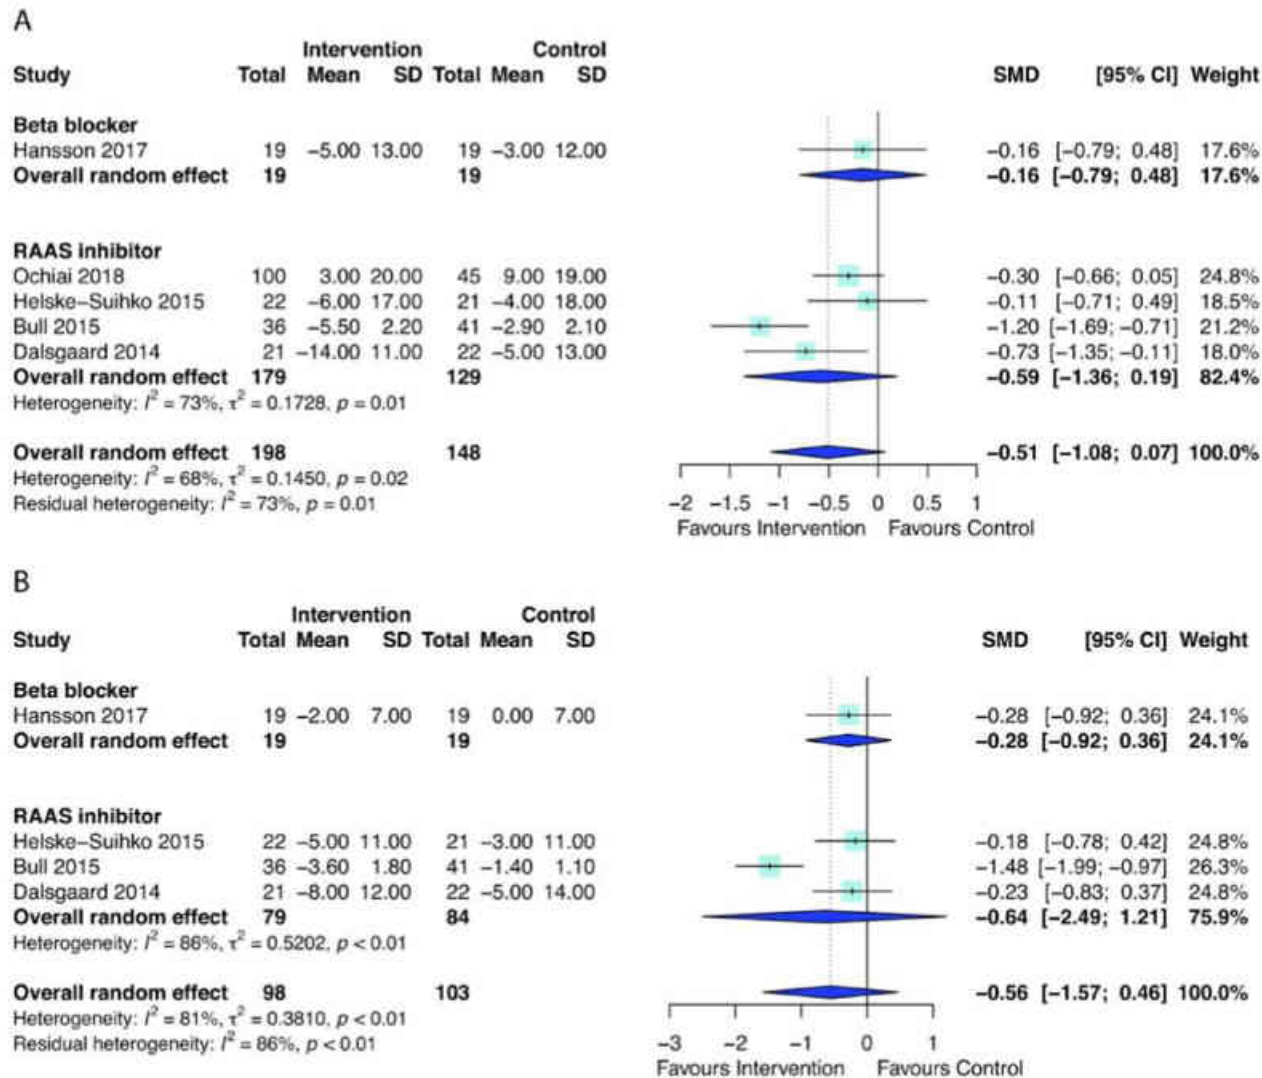 A
Intervention Control
Study Total Mean SD Total Mean SD SMD [95% CI] Weight
Beta blocker
Hansson 2017 19 −5.00 13.00 19 −3.00 12.00 −0.16 [−0.79; 0.48] 17.6%
Overall random effect 19 19 −0.16 [−0.79; 0.48] 17.6%
RAAS inhibitor
Ochiai 2018 100 3.00 20.00 45 9.00 19.00 −0.30 [−0.66; 0.05] 24.8%
Helske−Suihko 2015 22 −6.00 17.00 21 −4.00 18.00 −0.11 [−0.71; 0.49] 18.5%
Bull 2015 36 −5.50 2.20 41 −2.90 2.10 −1.20 [−1.69; −0.71] 21.2%
Dalsgaard 2014 21 −14.00 11.00 22 −5.00 13.00 −0.73 [−1.35; −0.11] 18.0%
Overall random effect 179 129 −0.59 [−1.36; 0.19] 82.4%
Heterogeneity: I² = 73%, τ² = 0.1728, p = 0.01
Overall random effect 198 148 −0.51 [−1.08; 0.07] 100.0%
Heterogeneity: I² = 68%, τ² = 0.1450, p = 0.02
Residual heterogeneity: I² = 73%, p = 0.01
−2 −1.5 −1 −0.5 0 0.5 1
Favours Intervention Favours Control
B
Intervention Control
Study Total Mean SD Total Mean SD SMD [95% CI] Weight
Beta blocker
Hansson 2017 19 −2.00 7.00 19 0.00 7.00 −0.28 [−0.92; 0.36] 24.1%
Overall random effect 19 19 −0.28 [−0.92; 0.36] 24.1%
RAAS inhibitor
Helske−Suihko 2015 22 −5.00 11.00 21 −3.00 11.00 −0.18 [−0.78; 0.42] 24.8%
Bull 2015 36 −3.60 1.80 41 −1.40 1.10 −1.48 [−1.99; −0.97] 26.3%
Dalsgaard 2014 21 −8.00 12.00 22 −5.00 14.00 −0.23 [−0.83; 0.37] 24.8%
Overall random effect 79 84 −0.64 [−2.49; 1.21] 75.9%
Heterogeneity: I² = 86%, τ² = 0.5202, p < 0.01
Overall random effect 98 103 −0.56 [−1.57; 0.46] 100.0%
Heterogeneity: I² = 81%, τ² = 0.3810, p < 0.01
Residual heterogeneity: I² = 86%, p < 0.01
−3 −2 −1 0 1
Favours Intervention Favours Control